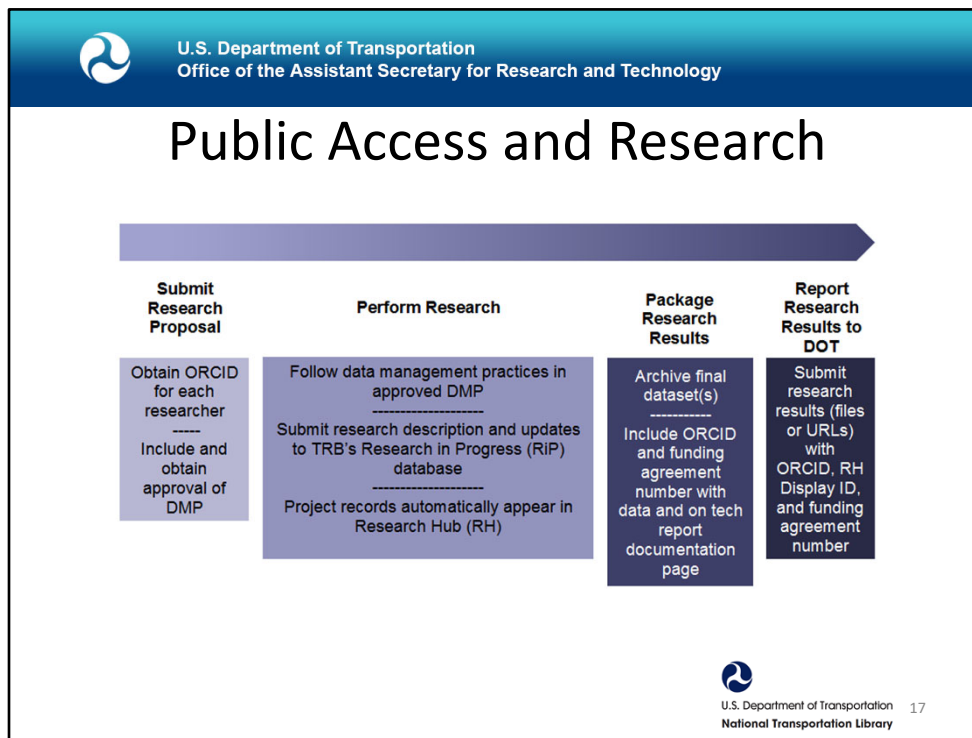 U.S. Department of Transportation
Office of the Assistant Secretary for Research and Technology
Public Access and Research
Submit
Research
Proposal
Obtain ORCID
for each
researcher
-----
Include and
obtain
approval of
DMP
Perform Research
Follow data management practices in
approved DMP
--------------------
Submit research description and updates
to TRB's Research in Progress (RiP)
database
--------------------
Project records automatically appear in
Research Hub (RH)
Package
Research
Results
Archive final
dataset(s)
-----------
Include ORCID
and funding
agreement
number with
data and on tech
report
documentation
page
Report
Research
Results to
DOT
Submit
research
results (files
or URLs)
with
ORCID, RH
Display ID,
and funding
agreement
number
U.S. Department of Transportation
National Transportation Library
17